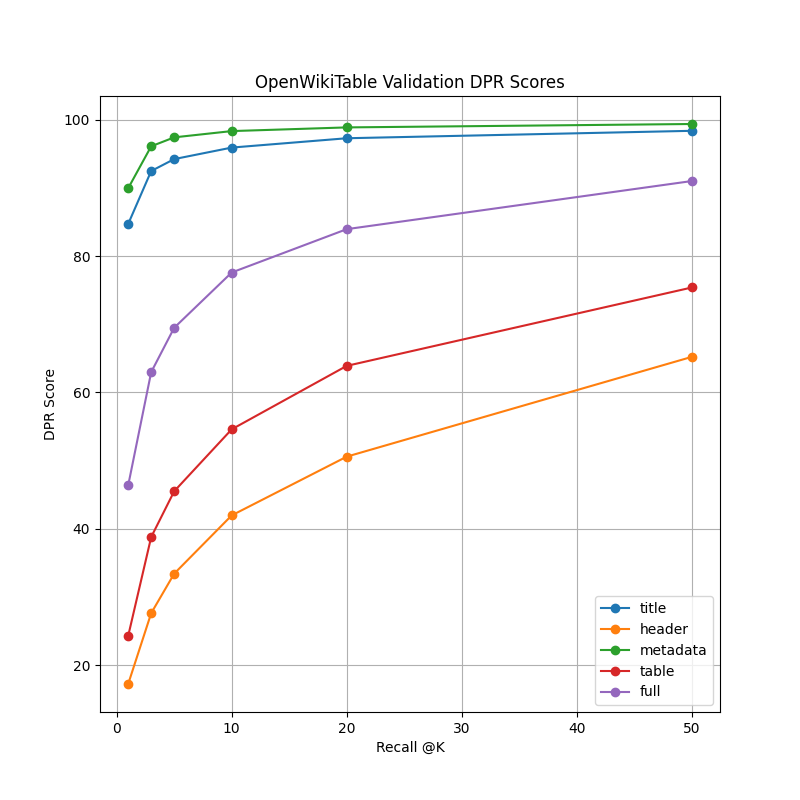 OpenWikiTable Validation DPR Scores
100
80
60
40
20
DPR Score
0
10
20
30
40
50
Recall @K
title
header
metadata
table
full